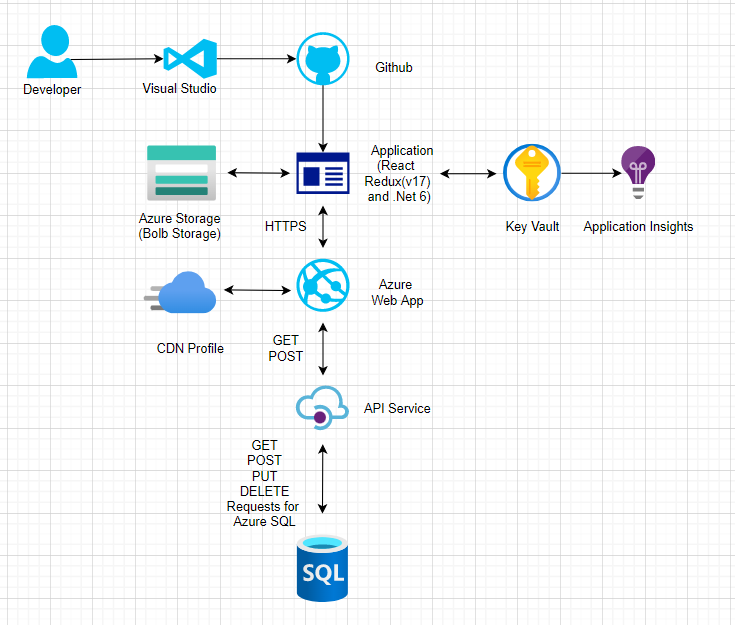 Developer
Visual Studio
Github
Azure Storage
(Bolb Storage)
Application
(React
Redux(v17)
and .Net 6)
Key Vault
Application Insights
HTTPS
CDN Profile
Azure
Web App
GET
POST
API Service
GET
POST
PUT
DELETE
Requests for
Azure SQL
SQL